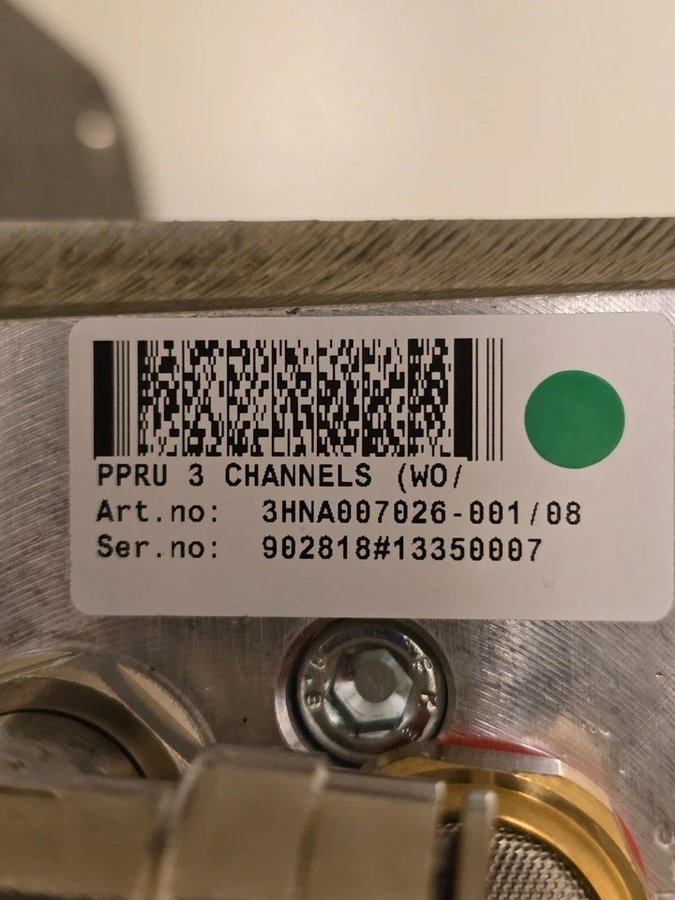 PPRU 3 CHANNELS (WO/
Art.no: 3HNA007026-001/08
Ser.no: 902818#13350007